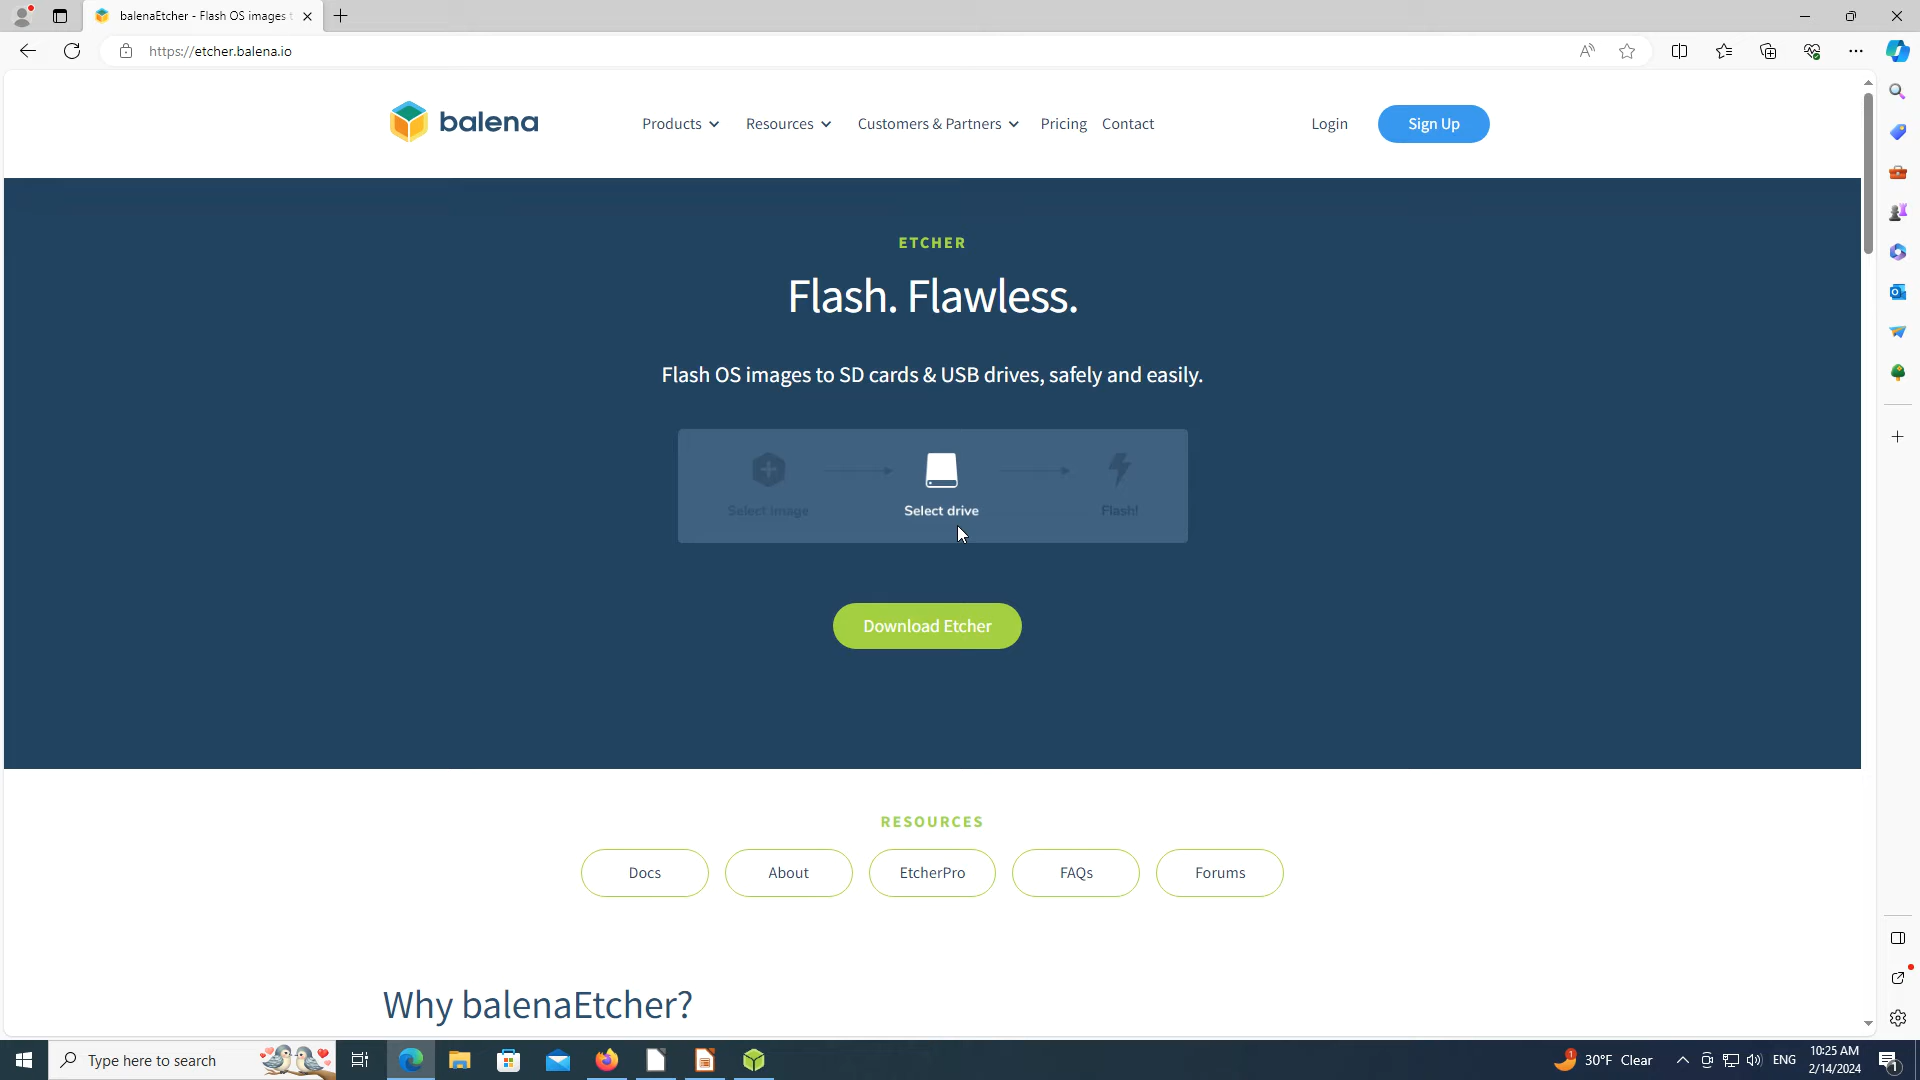 balenaEtcher - Flash OS images t
https://etcher.balena.io
balena
Products
Resources
Customers & Partners
Pricing
Contact
Login
Sign Up
ETCHER
Flash. Flawless.
Flash OS images to SD cards & USB drives, safely and easily.
Select image
Select drive
Flash!
Download Etcher
RESOURCES
Docs
About
EtcherPro
FAQs
Forums
Why balenaEtcher?
Type here to search
1
30°F Clear
ENG
10:25 AM
2/14/2024
1